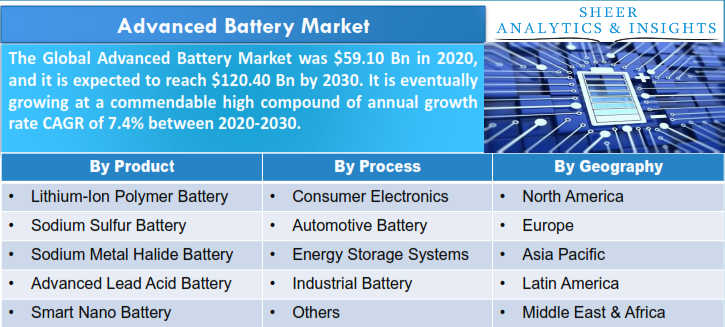 Advanced Battery Market
SHEER
ANALYTICS & INSIGHTS
The Global Advanced Battery Market was $59.10 Bn in 2020,
and it is expected to reach $120.40 Bn by 2030. It is eventually
growing at a commendable high compound of annual growth
rate CAGR of 7.4% between 2020-2030.
By Product
• Lithium-Ion Polymer Battery
• Sodium Sulfur Battery
• Sodium Metal Halide Battery
• Advanced Lead Acid Battery
• Smart Nano Battery
By Process
• Consumer Electronics
• Automotive Battery
• Energy Storage Systems
• Industrial Battery
• Others
By Geography
• North America
• Europe
• Asia Pacific
• Latin America
• Middle East & Africa